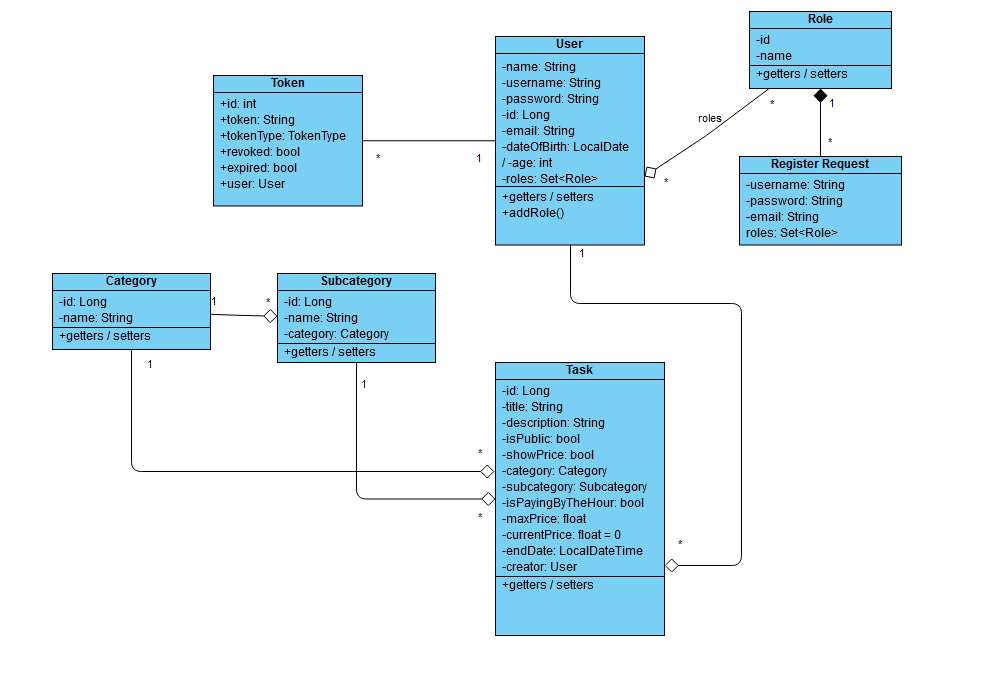 Role
-id
-name
+getters / setters
User
-name: String
-username: String
-password: String
-id: Long
-email: String
-dateOfBirth: LocalDate
/ -age: int
-roles: Set<Role>
+getters / setters
+addRole()
Token
+id: int
+token: String
+tokenType: TokenType
+revoked: bool
+expired: bool
+user: User
*
1
roles
*
*
1
*
Register Request
-username: String
-password: String
-email: String
roles: Set<Role>
1
Category
-id: Long
-name: String
+getters / setters
1
*
Subcategory
-id: Long
-name: String
-category: Category
+getters / setters
1
1
*
*
*
Task
-id: Long
-title: String
-description: String
-isPublic: bool
-showPrice: bool
-category: Category
-subcategory: Subcategory
-isPayingByTheHour: bool
-maxPrice: float
-currentPrice: float = 0
-endDate: LocalDateTime
-creator: User
+getters / setters